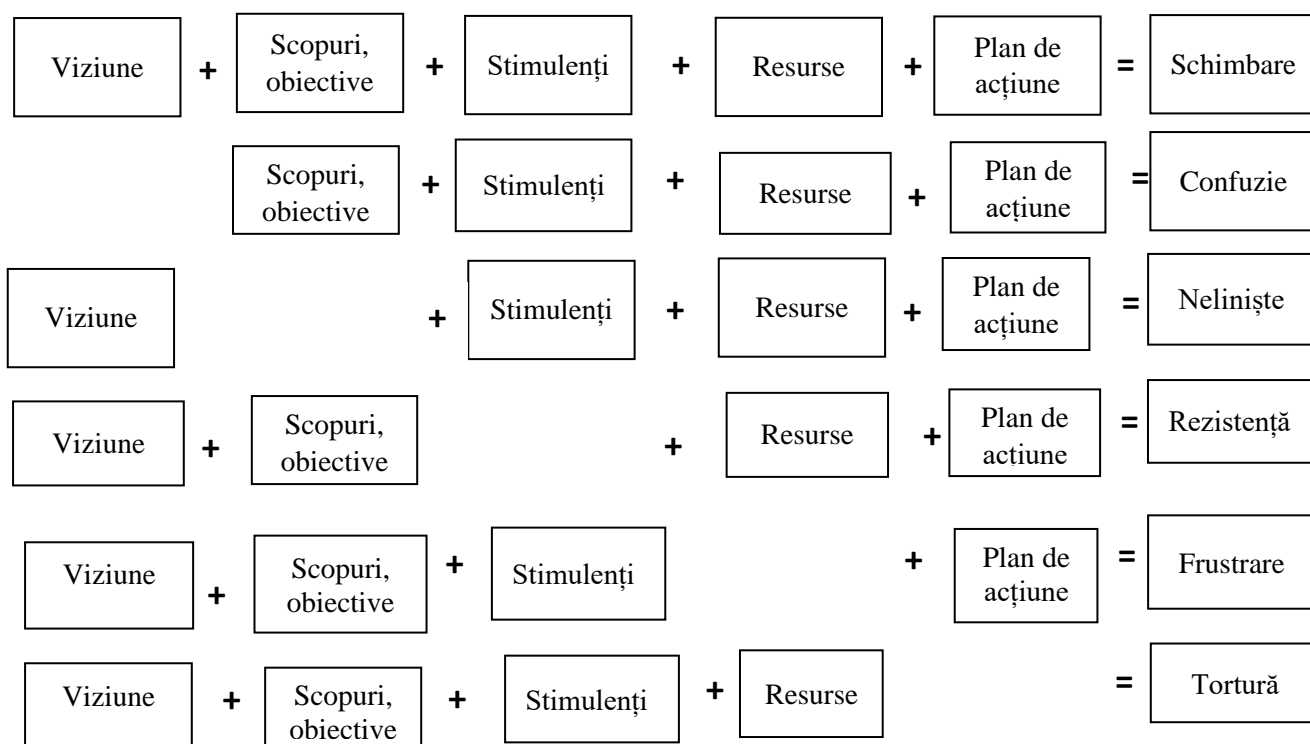 Viziune + Scopuri, obiective + Stimulenți + Resurse + Plan de acțiune = Schimbare
Scopuri, obiective + Stimulenți + Resurse + Plan de acțiune = Confuzie
Viziune + Stimulenți + Resurse + Plan de acțiune = Neliniște
Viziune + Scopuri, obiective + Resurse + Plan de acțiune = Rezistență
Viziune + Scopuri, obiective + Stimulenți + Plan de acțiune = Frustrare
Viziune + Scopuri, obiective + Stimulenți + Resurse = Tortură